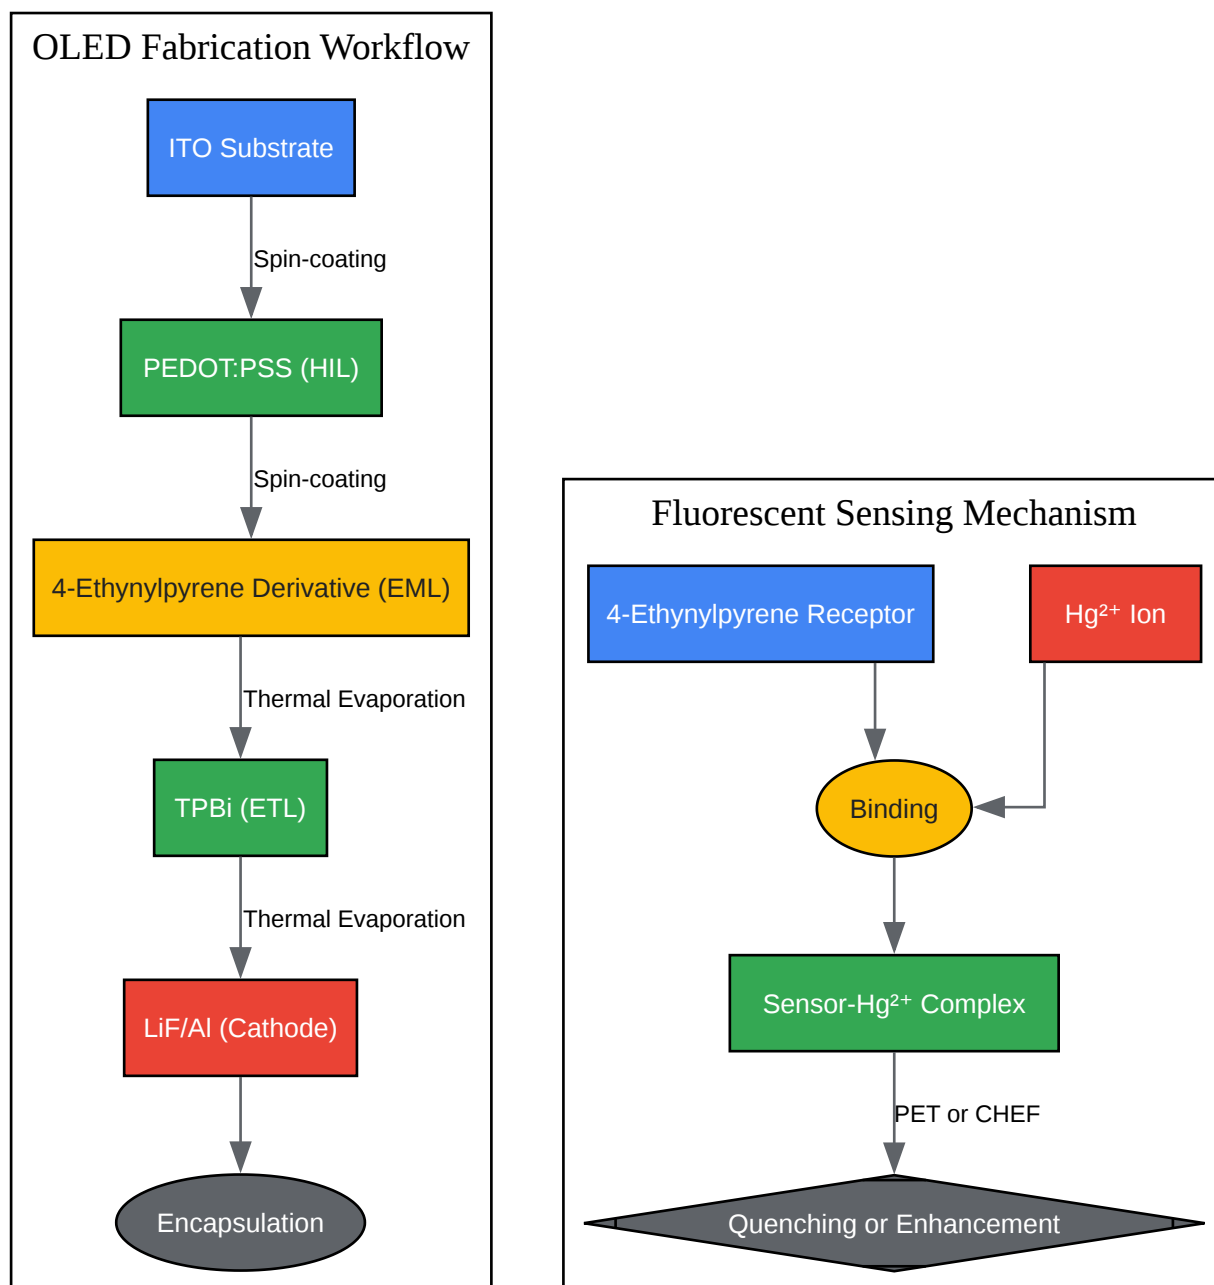 OLED Fabrication Workflow
ITO Substrate
Spin-coating
PEDOT:PSS (HIL)
Spin-coating
4-Ethynylpyrene Derivative (EML)
Thermal Evaporation
TPBi (ETL)
Thermal Evaporation
LiF/Al (Cathode)
Encapsulation
Fluorescent Sensing Mechanism
4-Ethynylpyrene Receptor
Hg²⁺ Ion
Binding
Sensor-Hg²⁺ Complex
PET or CHEF
Quenching or Enhancement